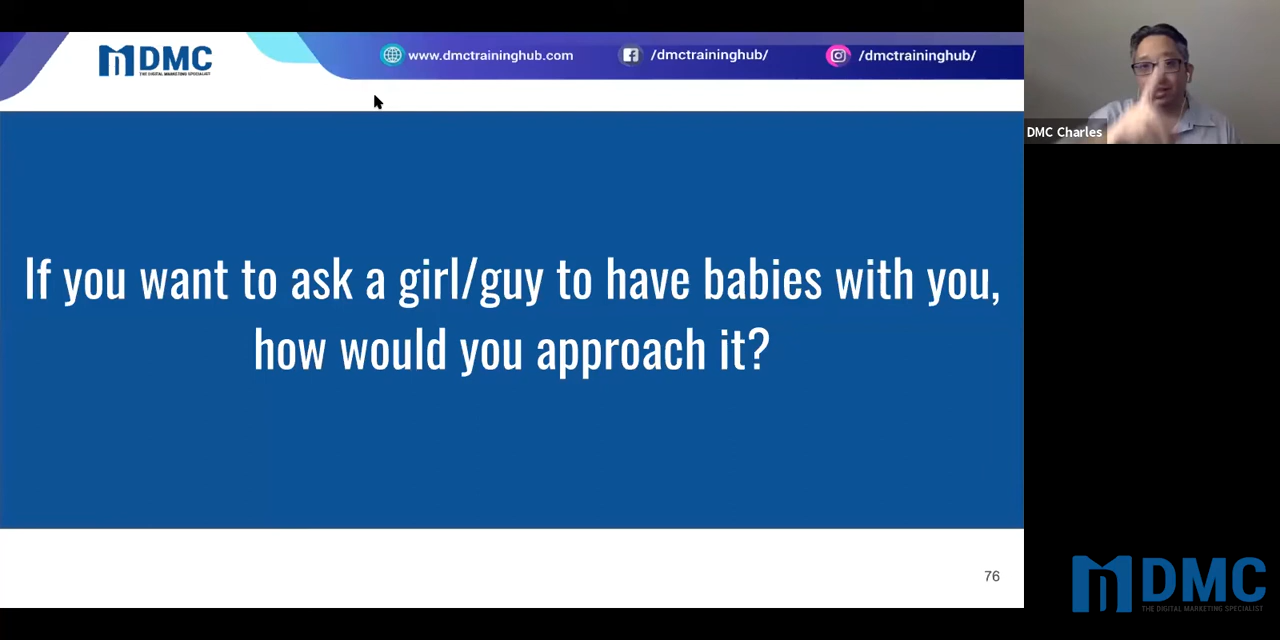 DMC
THE DIGITAL MARKETING SPECIALIST
www.dmctraininghub.com
/dmctraininghub/
/dmctraininghub/
DMC Charles
If you want to ask a girl/guy to have babies with you,
how would you approach it?
76
DMC
THE DIGITAL MARKETING SPECIALIST